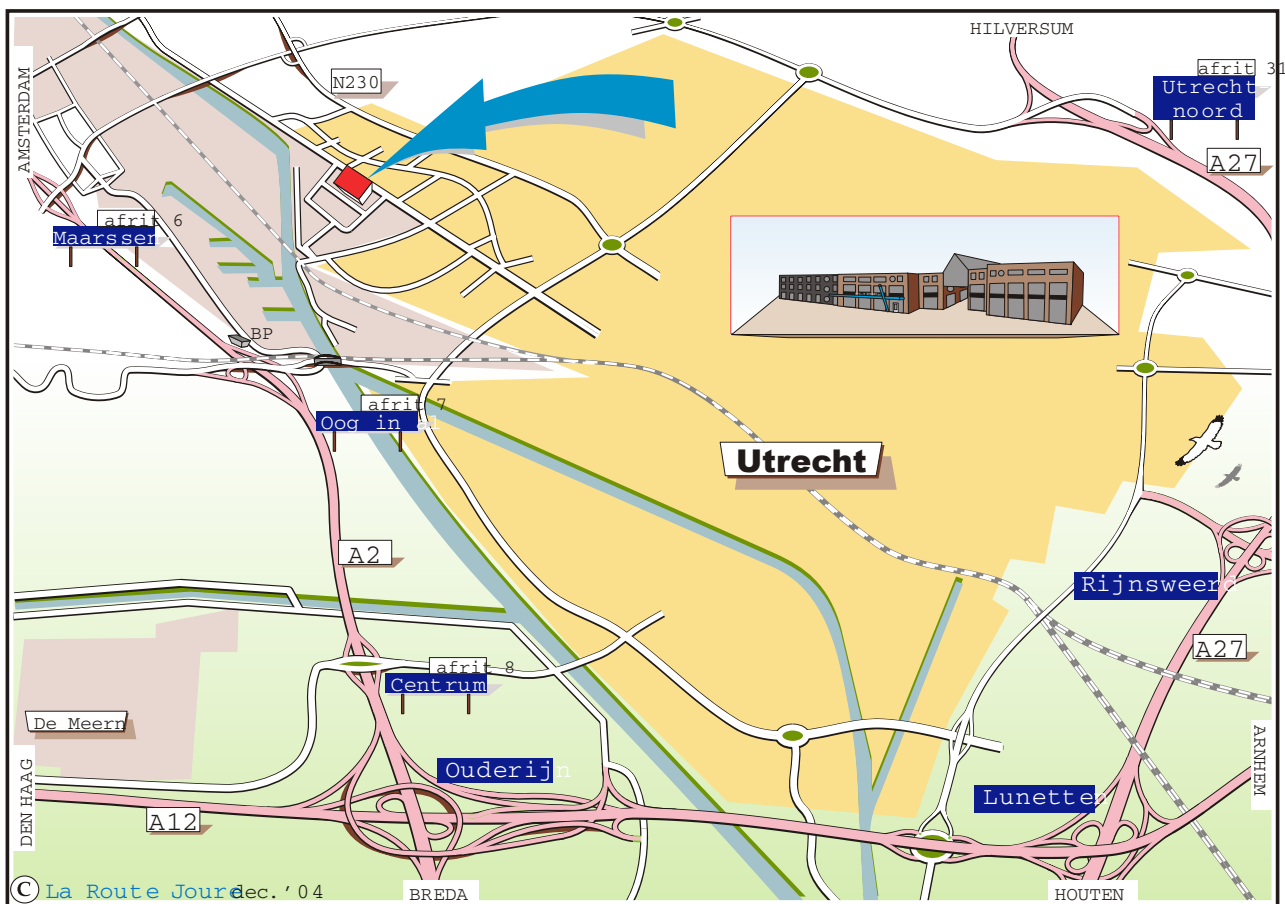 HILVERSUM
afrit 31
Utrecht
noord
A27
AMSTERDAM
N230
afrit 6
Maarssen
BP
afrit 7
Oog in al
Utrecht
A2
Rijnsweerd
A27
afrit 8
Centrum
De Meern
Ouderijn
Lunetten
ARNHEM
DEN HAAG
A12
© La Route Jour dec.'04
BREDA
HOUTEN